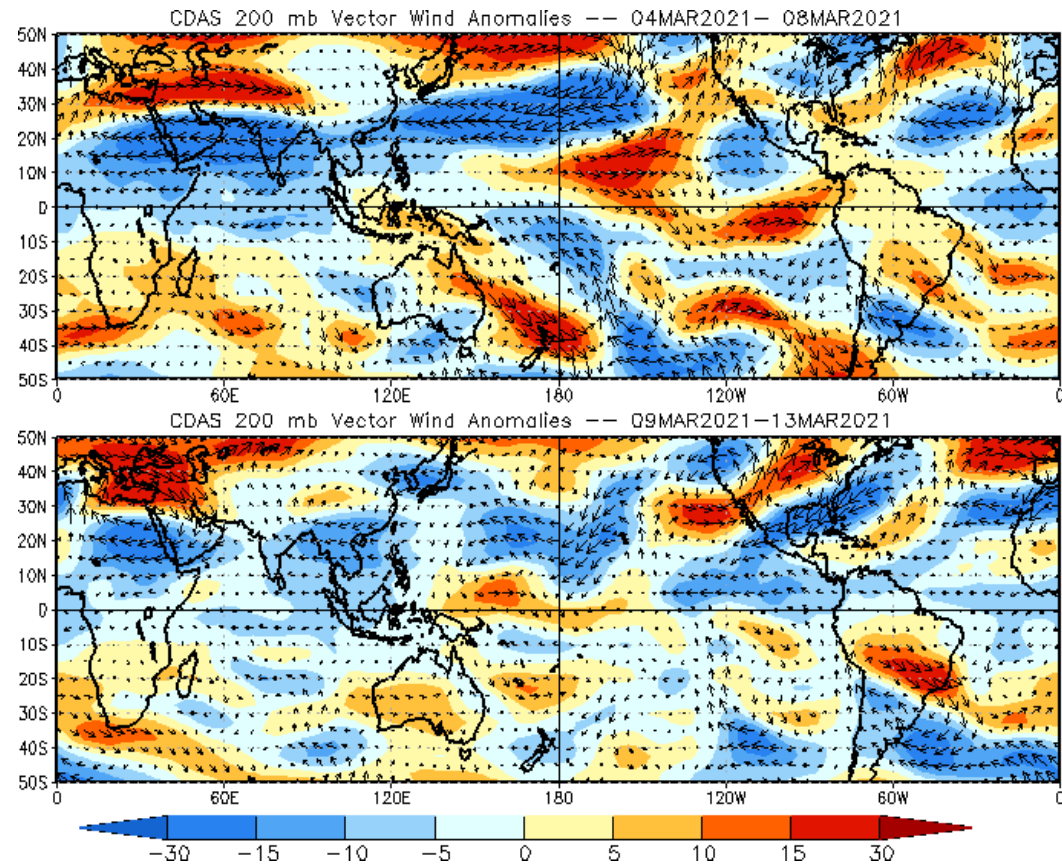 CDAS 200 mb Vector Wind Anomalies -- 04MAR2021- 08MAR2021
50N
40N
30N
20N
10N
0
10S
20S
30S
40S
50S
0 60E 120E 180 120W 60W 0
CDAS 200 mb Vector Wind Anomalies -- 09MAR2021-13MAR2021
50N
40N
30N
20N
10N
0
10S
20S
30S
40S
50S
0 60E 120E 180 120W 60W 0
-30 -15 -10 -5 0 5 10 15 30